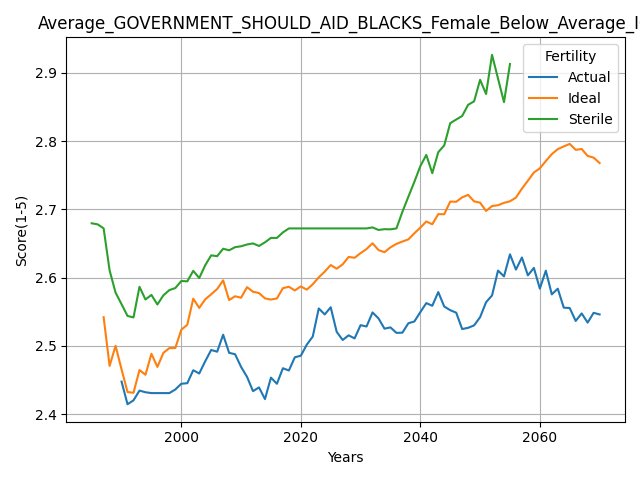 Average_GOVERNMENT_SHOULD_AID_BLACKS_Female_Below_Average_I
Fertility
Actual
Ideal
Sterile
Score(1-5)
2.9
2.8
2.7
2.6
2.5
2.4
2000
2020
2040
2060
Years